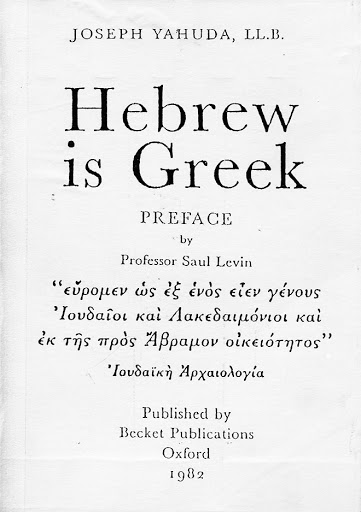 JOSEPH YAHUDA, LL.B.
Hebrew
is Greek
PREFACE
by
Professor Saul Levin
“εὕρομεν ὡς ἐξ ἑνὸς εἶεν γένους
Ἰουδαῖοι καὶ Λακεδαιμόνιοι καὶ
ἐκ τῆς πρὸς Ἄβραμον οἰκειότητος”
Ἰουδαϊκὴ Ἀρχαιολογία
Published by
Becket Publications
Oxford
1982